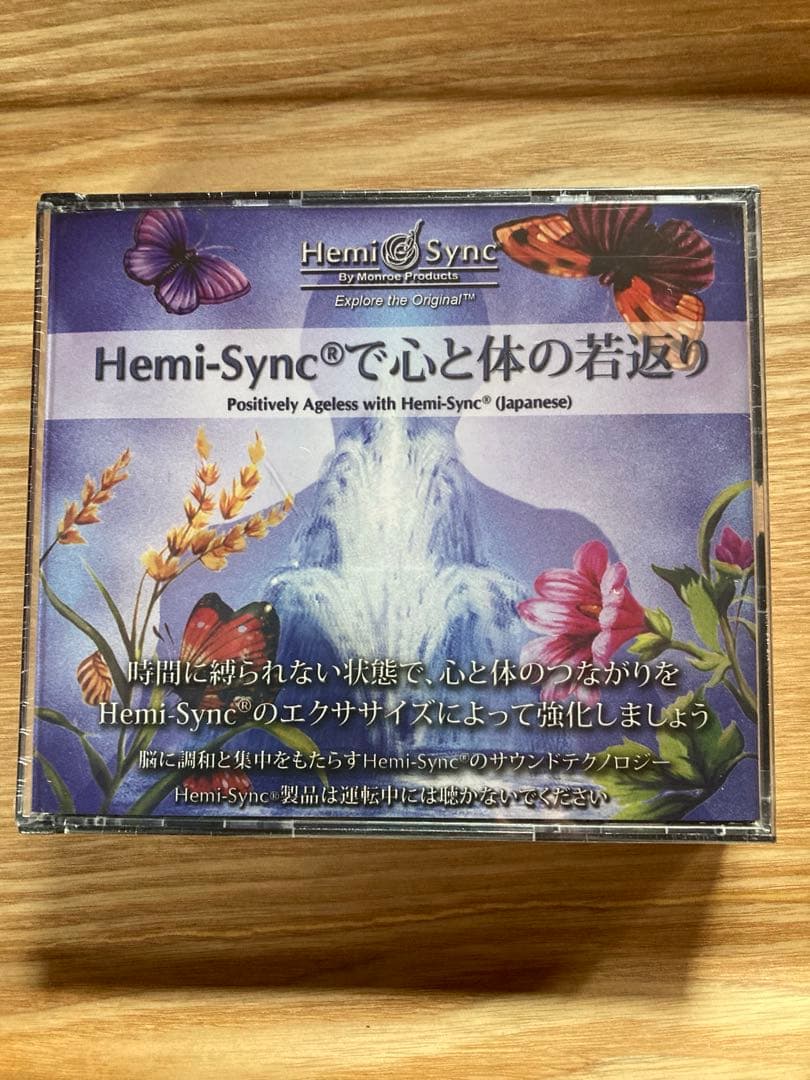 Hemi Sync®
By Monroe Products
Explore the Original™
Hemi-Sync®で心と体の若返り
Positively Ageless with Hemi-Sync® (Japanese)
時間に縛られない状態で、心と体のつながりを
Hemi-Sync®のエクササイズによって強化しましょう
脳に調和と集中をもたらすHemi-Sync®のサウンドテクノロジー
Hemi-Sync®製品は運転中には聴かないでください